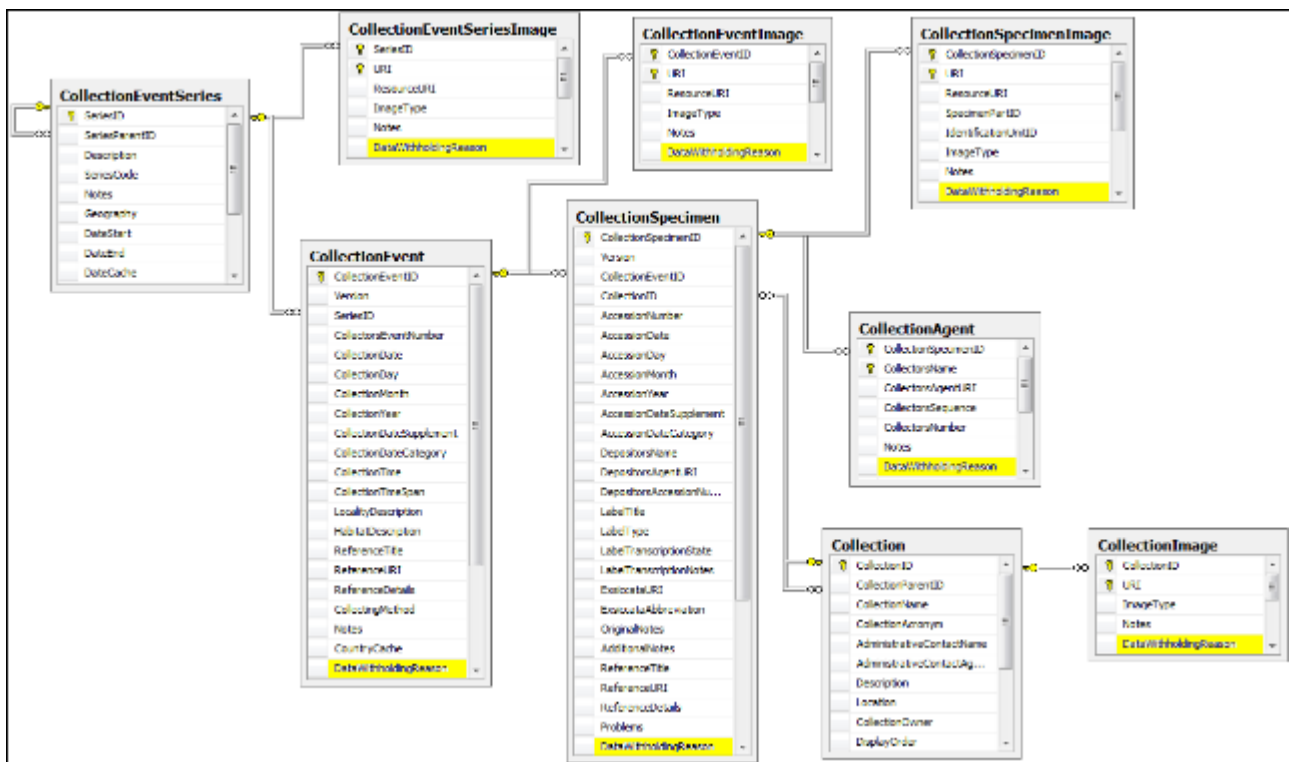 CollectionEventSeries
SeriesID
SeriesParentID
Description
SeriesCode
Notes
Geography
DateStart
DateEnd
DateCache
CollectionEventSeriesImage
SeriesID
URI
ResourceURI
ImageType
Notes
DataWithholdingReason
CollectionEventImage
CollectionEventID
URI
ResourceURI
ImageType
Notes
DataWithholdingReason
CollectionSpecimenImage
CollectionSpecimenID
URI
ResourceURI
SpecimenPartID
IdentificationUnitID
ImageType
Notes
DataWithholdingReason
CollectionEvent
CollectionEventID
Version
SeriesID
CollectorsEventNumber
CollectionDate
CollectionDay
CollectionMonth
CollectionYear
CollectionDateSupplement
CollectionDateCategory
CollectionTime
CollectionTimeSpan
LocalityDescription
HabitatDescription
ReferenceTitle
ReferenceURI
ReferenceDetails
CollectingMethod
Notes
CountryCache
DataWithholdingReason
CollectionSpecimen
CollectionSpecimenID
Version
CollectionEventID
CollectionID
AccessionNumber
AccessionDate
AccessionDay
AccessionMonth
AccessionYear
AccessionDateSupplement
AccessionDateCategory
DepositorsName
DepositorsAgentURI
DepositorsAccessionNu...
LabelTitle
LabelType
LabelTranscriptionState
LabelTranscriptionNotes
ExsiccataURI
ExsiccataAbbreviation
OriginalNotes
AdditionalNotes
ReferenceTitle
ReferenceURI
ReferenceDetails
Problems
DataWithholdingReason
CollectionAgent
CollectionSpecimenID
CollectorsName
CollectorsAgentURI
CollectorsSequence
CollectorsNumber
Notes
DataWithholdingReason
Collection
CollectionID
CollectionParentID
CollectionName
CollectionAcronym
AdministrativeContactName
AdministrativeContactAg...
Description
Location
CollectionOwner
DisplayOrder
CollectionImage
CollectionID
URI
ImageType
Notes
DataWithholdingReason